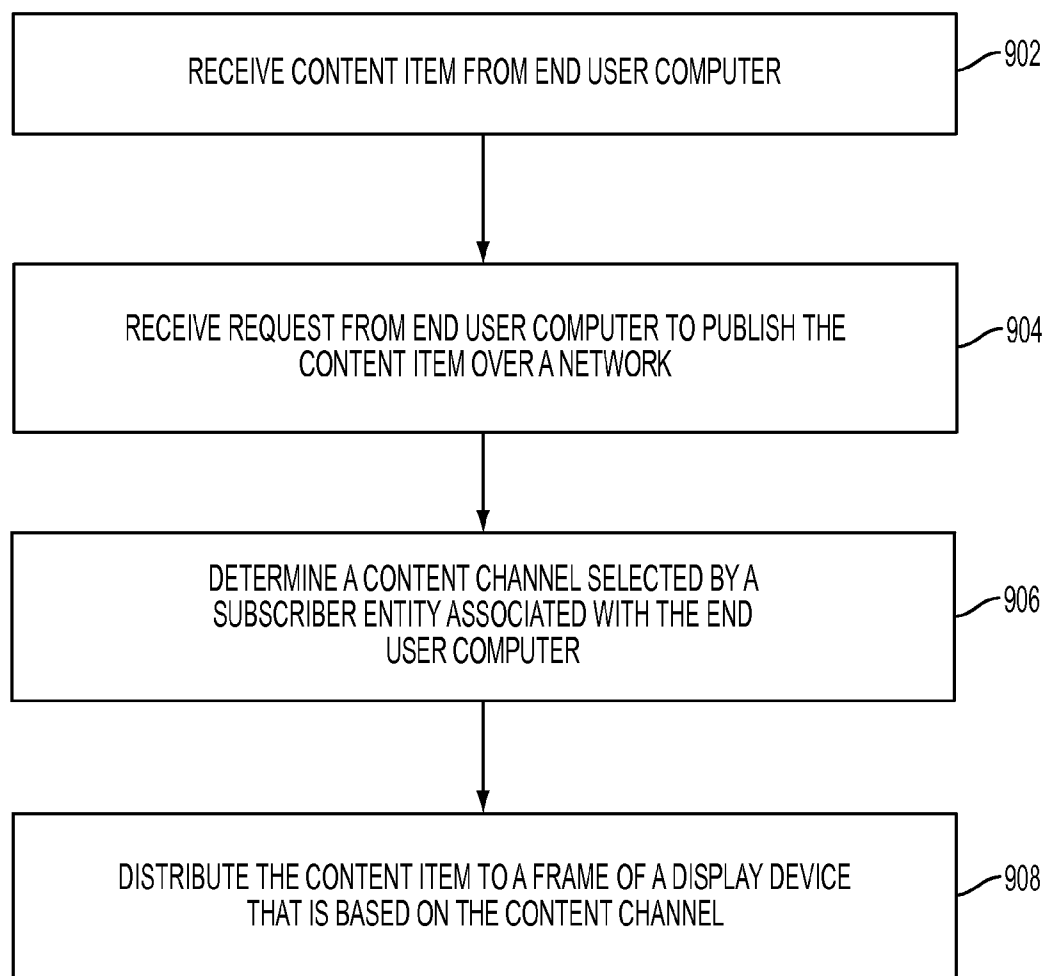 RECEIVE CONTENT ITEM FROM END USER COMPUTER
902
RECEIVE REQUEST FROM END USER COMPUTER TO PUBLISH THE
CONTENT ITEM OVER A NETWORK
904
DETERMINE A CONTENT CHANNEL SELECTED BY A
SUBSCRIBER ENTITY ASSOCIATED WITH THE END
USER COMPUTER
906
DISTRIBUTE THE CONTENT ITEM TO A FRAME OF A DISPLAY DEVICE
THAT IS BASED ON THE CONTENT CHANNEL
908